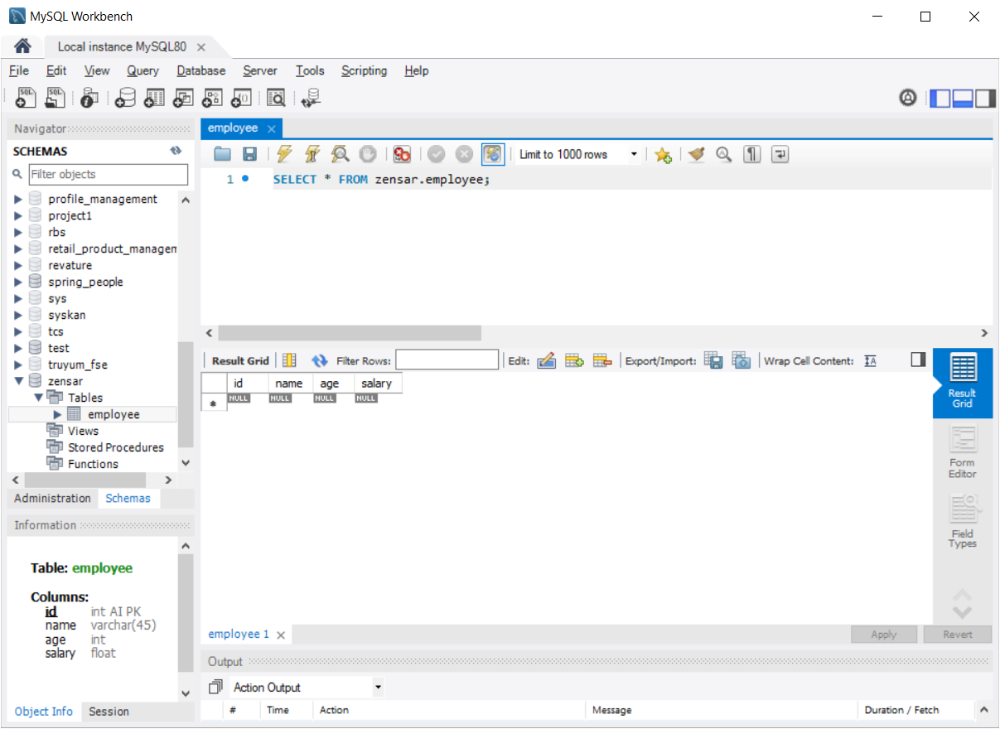 MySQL Workbench
Local instance MySQL80
File Edit View Query Database Server Tools Scripting Help
SQL SQL
Navigator
SCHEMAS
Filter objects
profile_management
project1
rbs
retail_product_managem
revature
spring_people
sys
syskan
tcs
test
truyum_fse
zensar
Tables
employee
Views
Stored Procedures
Functions
Administration Schemas
Information
Table: employee
Columns:
id int AI PK
name varchar(45)
age int
salary float
Object Info Session
employee
Limit to 1000 rows
1 SELECT * FROM zensar.employee;
Result Grid Filter Rows: Edit: Export/Import: Wrap Cell Content:
id name age salary
NULL NULL NULL NULL
Result
Grid
Form
Editor
Field
Types
employee 1
Apply Revert
Output
Action Output
# Time Action Message Duration / Fetch